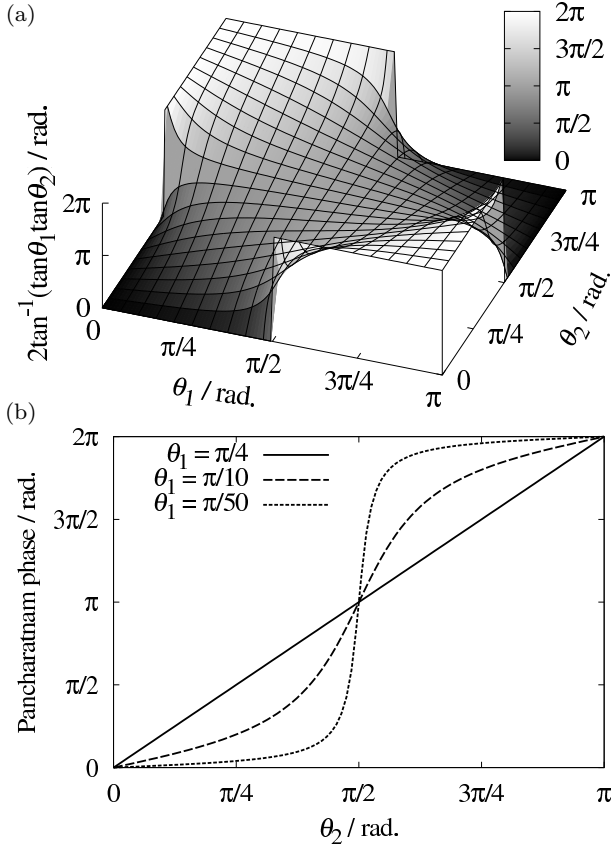 (a)
2π
3π/2
π
π/2
0
2tan⁻¹(tanθ₁tanθ₂) / rad.
2π
π
0
0
π/4
π/2
3π/4
π
θ₁ / rad.
0
π/4
π/2
3π/4
π
θ₂ / rad.
(b)
Pancharatnam phase / rad.
2π
3π/2
π
π/2
0
θ₁ = π/4
θ₁ = π/10
θ₁ = π/50
0
π/4
π/2
3π/4
π
θ₂ / rad.